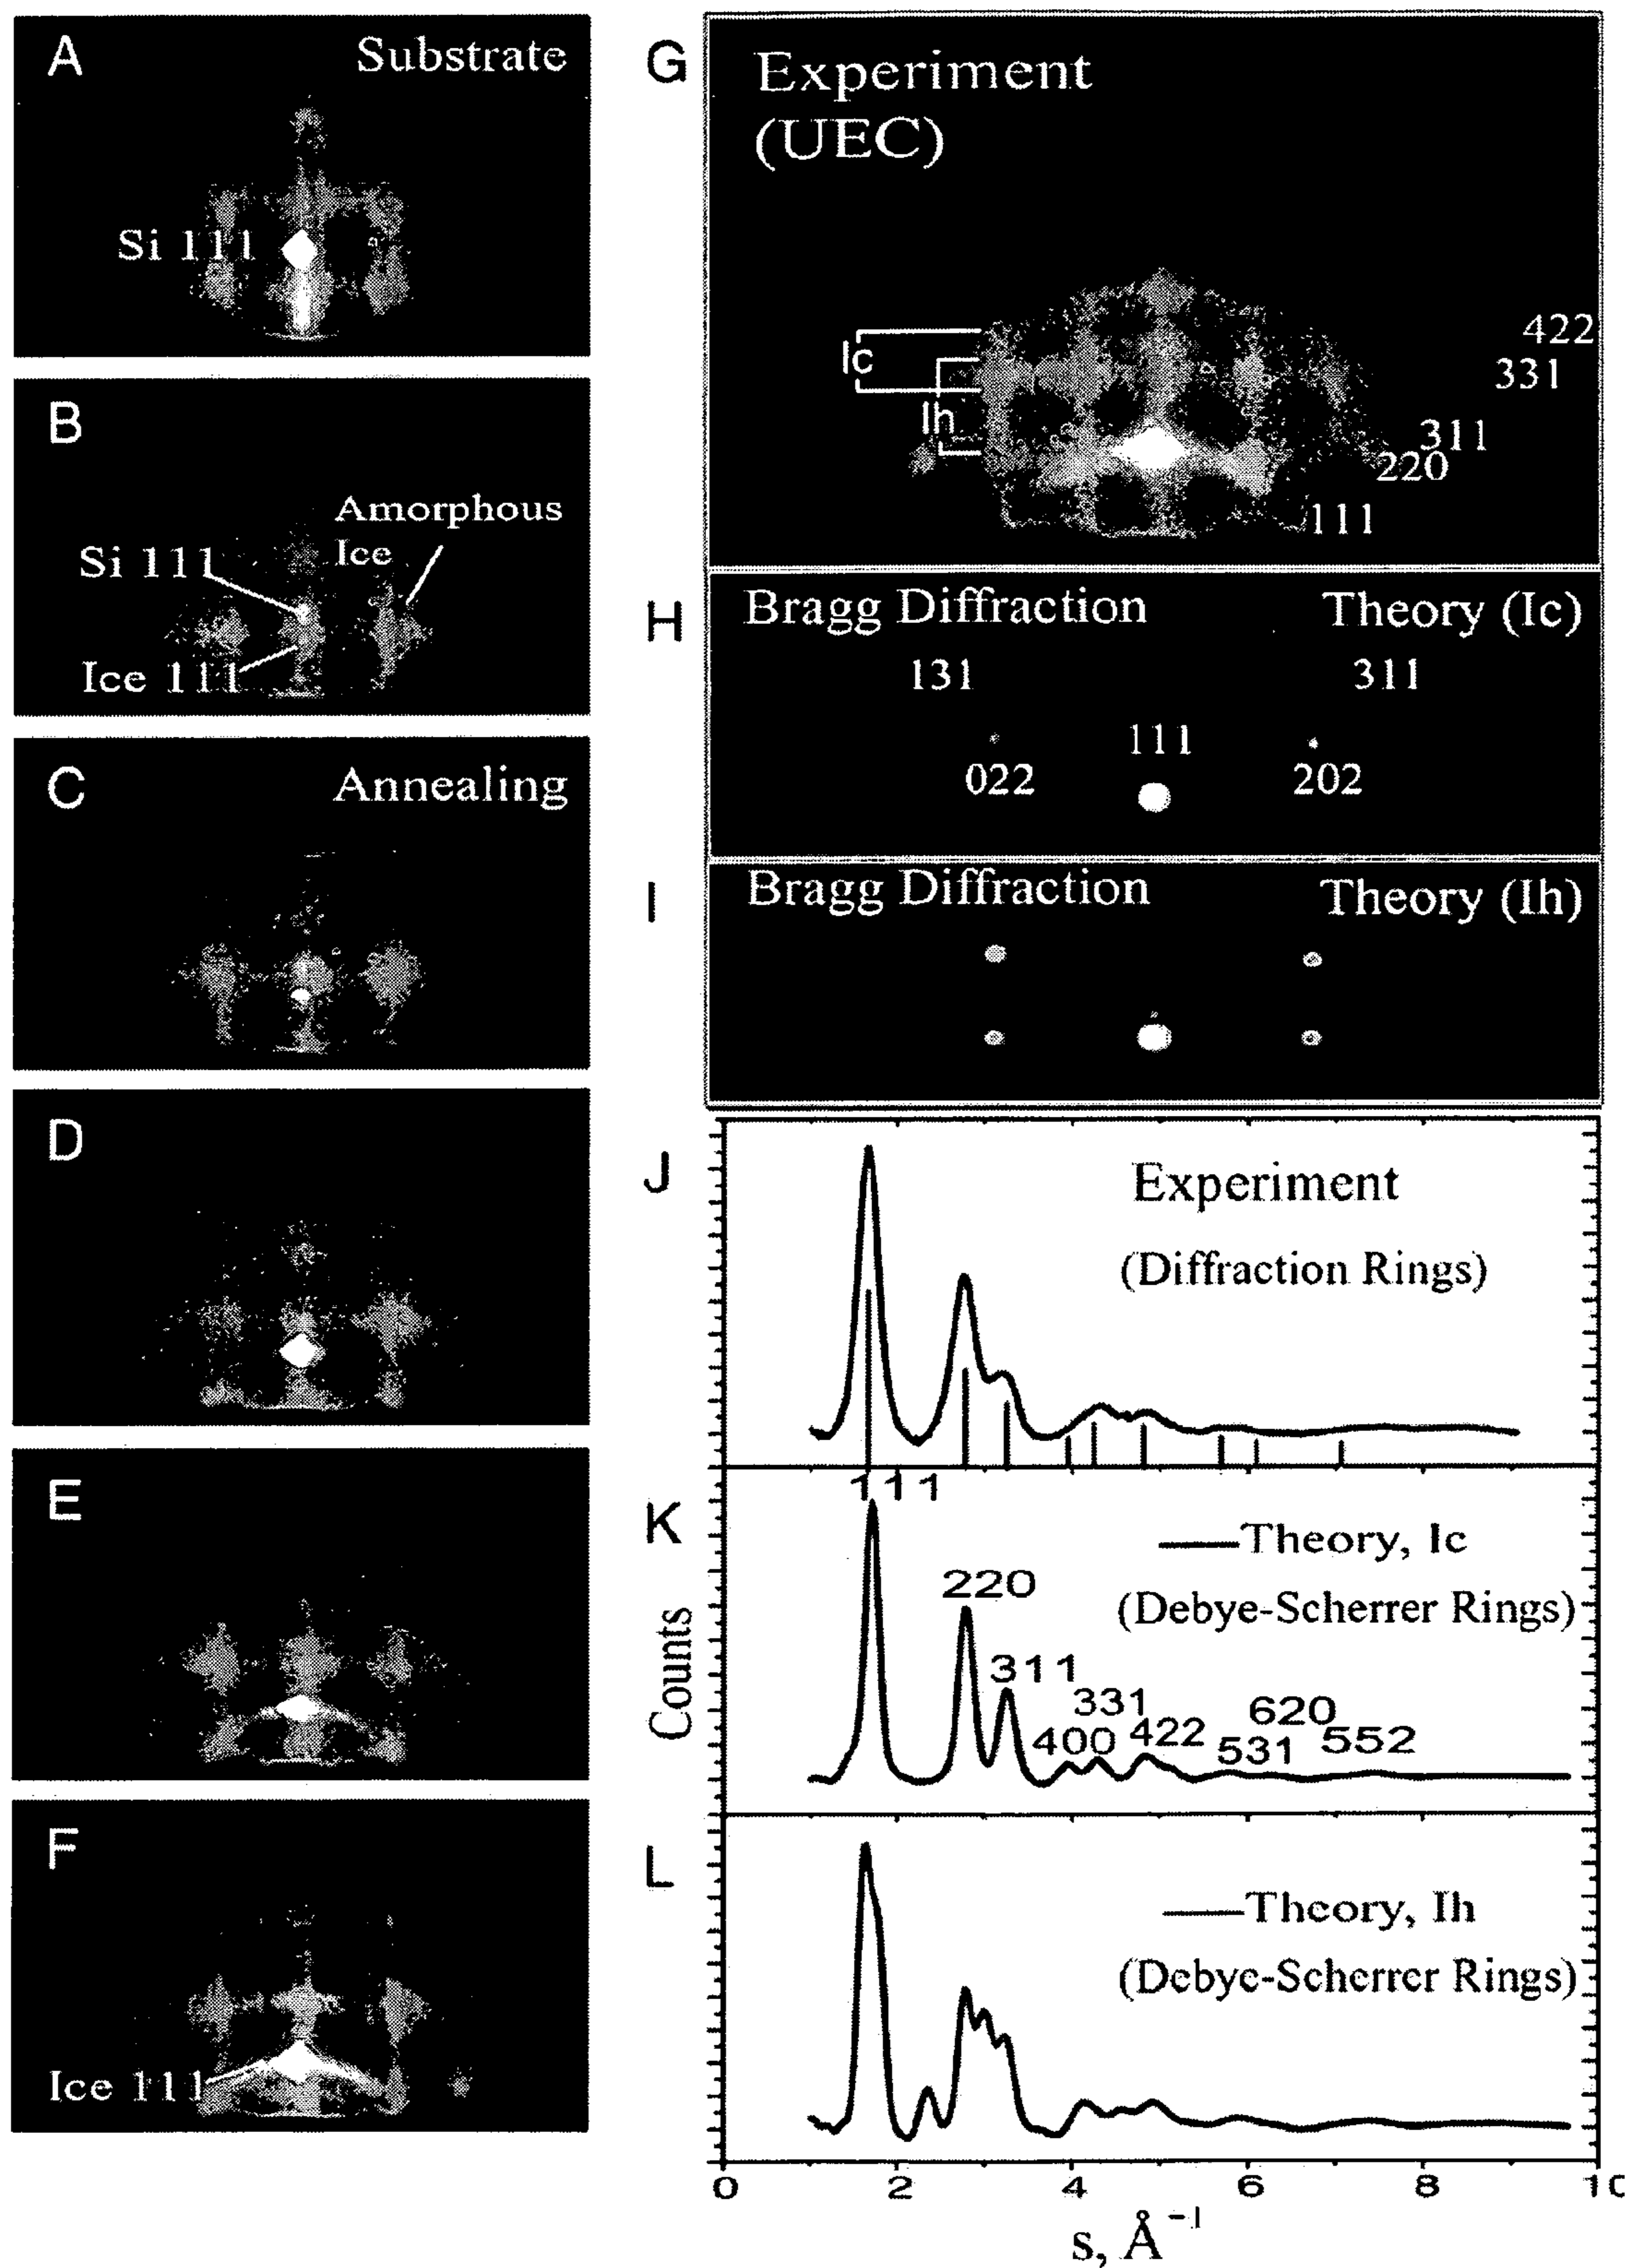 A
Substrate
Si 111
B
Amorphous
Ice
Si 111
Ice 111
C
Annealing
D
E
F
Ice 111
G
Experiment
(UEC)
Ic
Ih
422
331
311
220
111
H
Bragg Diffraction
Theory (Ic)
131
311
111
022
202
I
Bragg Diffraction
Theory (Ih)
J
Experiment
(Diffraction Rings)
111
K
Theory, Ic
(Debye-Scherrer Rings)
220
311
331
400
422
620
531
552
Counts
L
Theory, Ih
(Debye-Scherrer Rings)
0 2 4 6 8 10
s, Å⁻¹